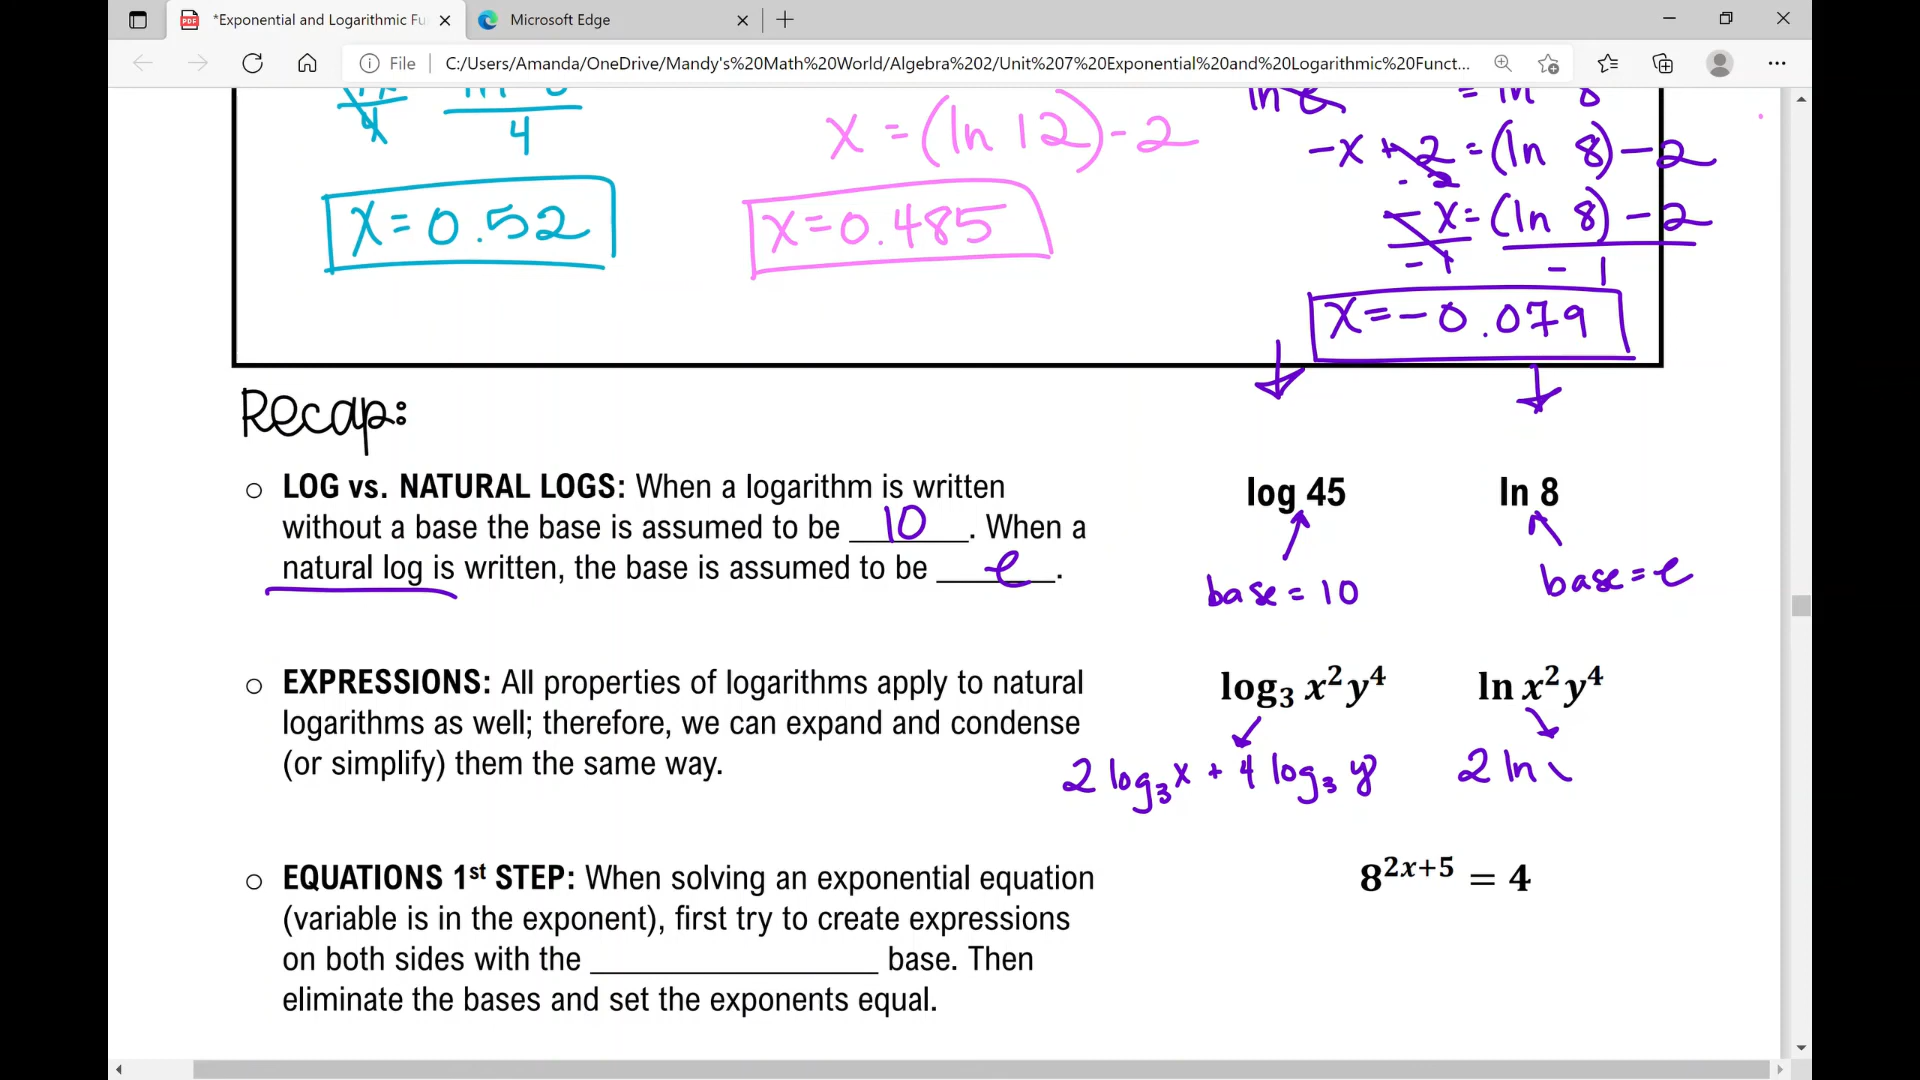 *Exponential and Logarithmic Fu
Microsoft Edge
File
C:/Users/Amanda/OneDrive/Mandy's%20Math%20World/Algebra%202/Unit%207%20Exponential%20and%20Logarithmic%20Funct...
4
4
x = 0.52
x = (ln 12) - 2
x = 0.485
= ln 8
-x + 2 = (ln 8) - 2
- 2
-x = (ln 8) - 2
-1 -1
x = -0.079
Recap:
○ LOG vs. NATURAL LOGS: When a logarithm is written
without a base the base is assumed to be 10. When a
natural log is written, the base is assumed to be e.
log 45 ln 8
base = 10 base = e
○ EXPRESSIONS: All properties of logarithms apply to natural
logarithms as well; therefore, we can expand and condense
(or simplify) them the same way.
log₃ x²y⁴ ln x²y⁴
2 log₃ x + 4 log₃ y 2 ln
○ EQUATIONS 1st STEP: When solving an exponential equation
(variable is in the exponent), first try to create expressions
on both sides with the ________________ base. Then
eliminate the bases and set the exponents equal.
8²ˣ⁺⁵ = 4